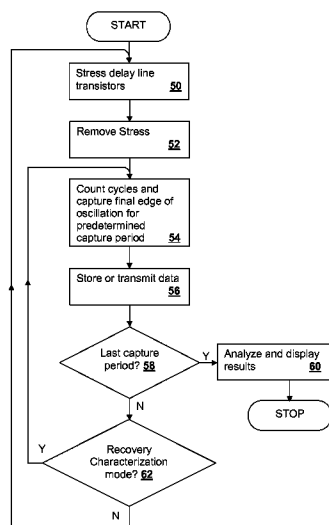 START
Stress delay line
transistors 50
Remove Stress
52
Count cycles and
capture final edge of
oscillation for
predetermined
capture period
54
Store or transmit data
56
Last capture
period? 58
Y
Analyze and display
results 60
N
STOP
Y
Recovery
Characterization
mode? 62
N